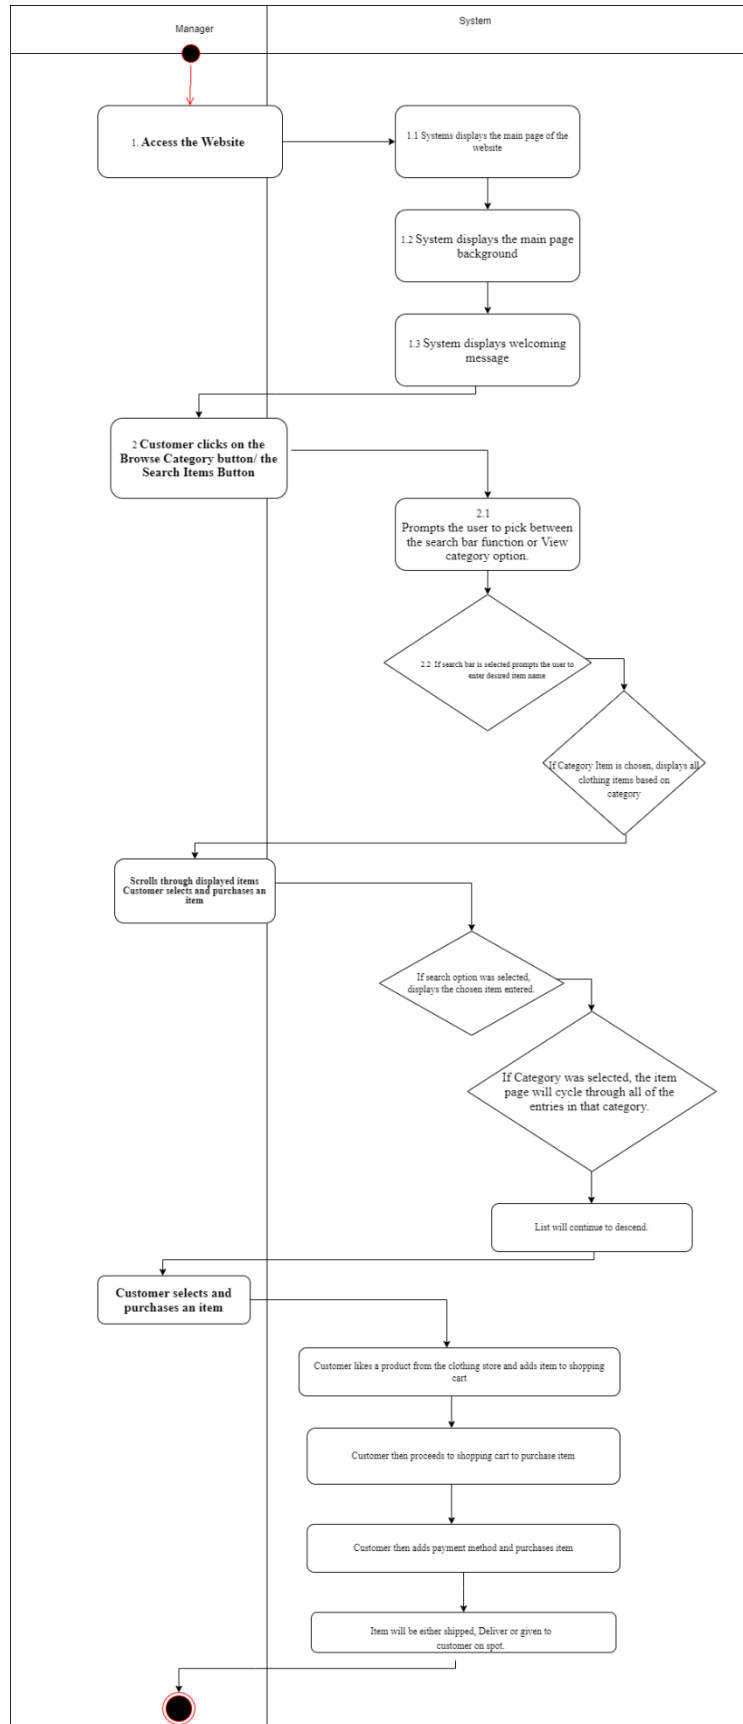 Manager
System
1. Access the Website
1.1 Systems displays the main page of the
website
1.2 System displays the main page
background
1.3 System displays welcoming
message
2 Customer clicks on the
Browse Category button/ the
Search Items Button
2.1
Prompts the user to pick between
the search bar function or View
category option.
2.2 If search bar is selected prompts the user to
enter desired item name
If Category Item is chosen, displays all
clothing items based on
category
Scrolls through displayed items
Customer selects and purchases an
item
If search option was selected,
displays the chosen item entered.
If Category was selected, the item
page will cycle through all of the
entries in that category.
List will continue to descend.
Customer selects and
purchases an item
Customer likes a product from the clothing store and adds item to shopping
cart
Customer then proceeds to shopping cart to purchase item
Customer then adds payment method and purchases item
Item will be either shipped, Deliver or given to
customer on spot.